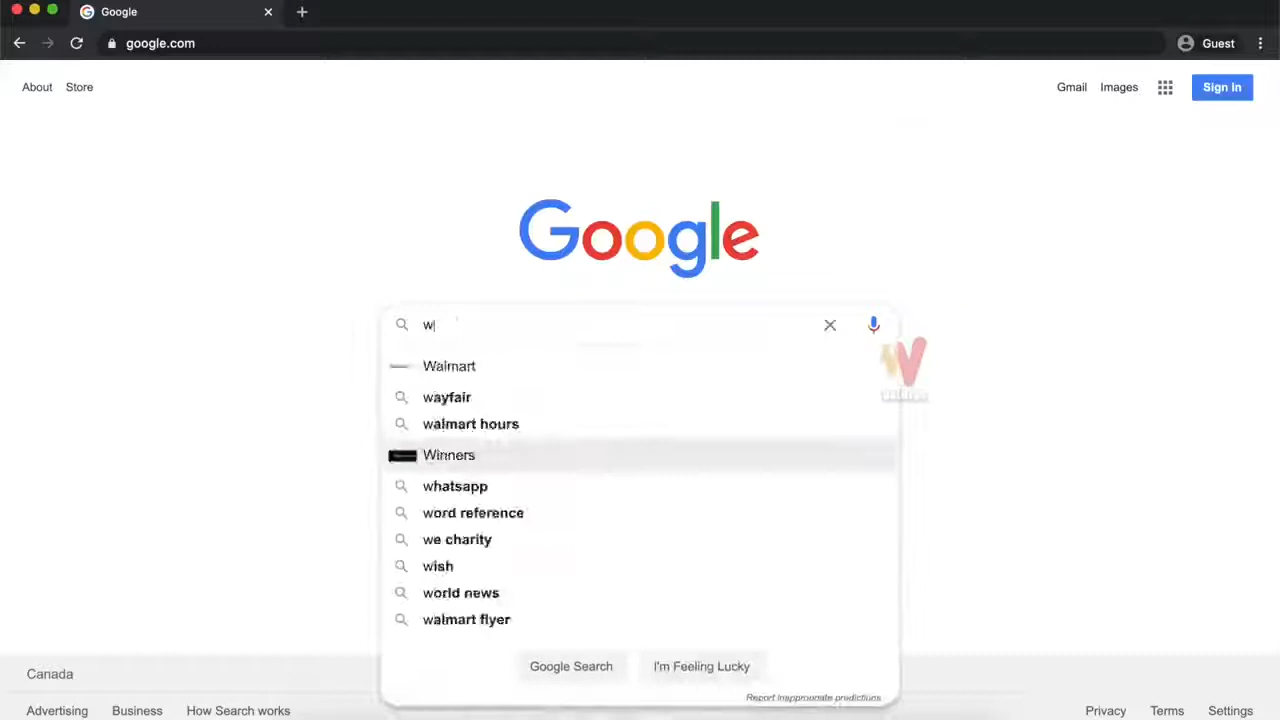 Google
google.com
Guest
About Store
Gmail Images Sign In
Google
w
Walmart
wayfair
walmart hours
Winners
whatsapp
word reference
we charity
wish
world news
walmart flyer
Google Search I'm Feeling Lucky
Report inappropriate predictions
Canada
Advertising Business How Search works
Privacy Terms Settings